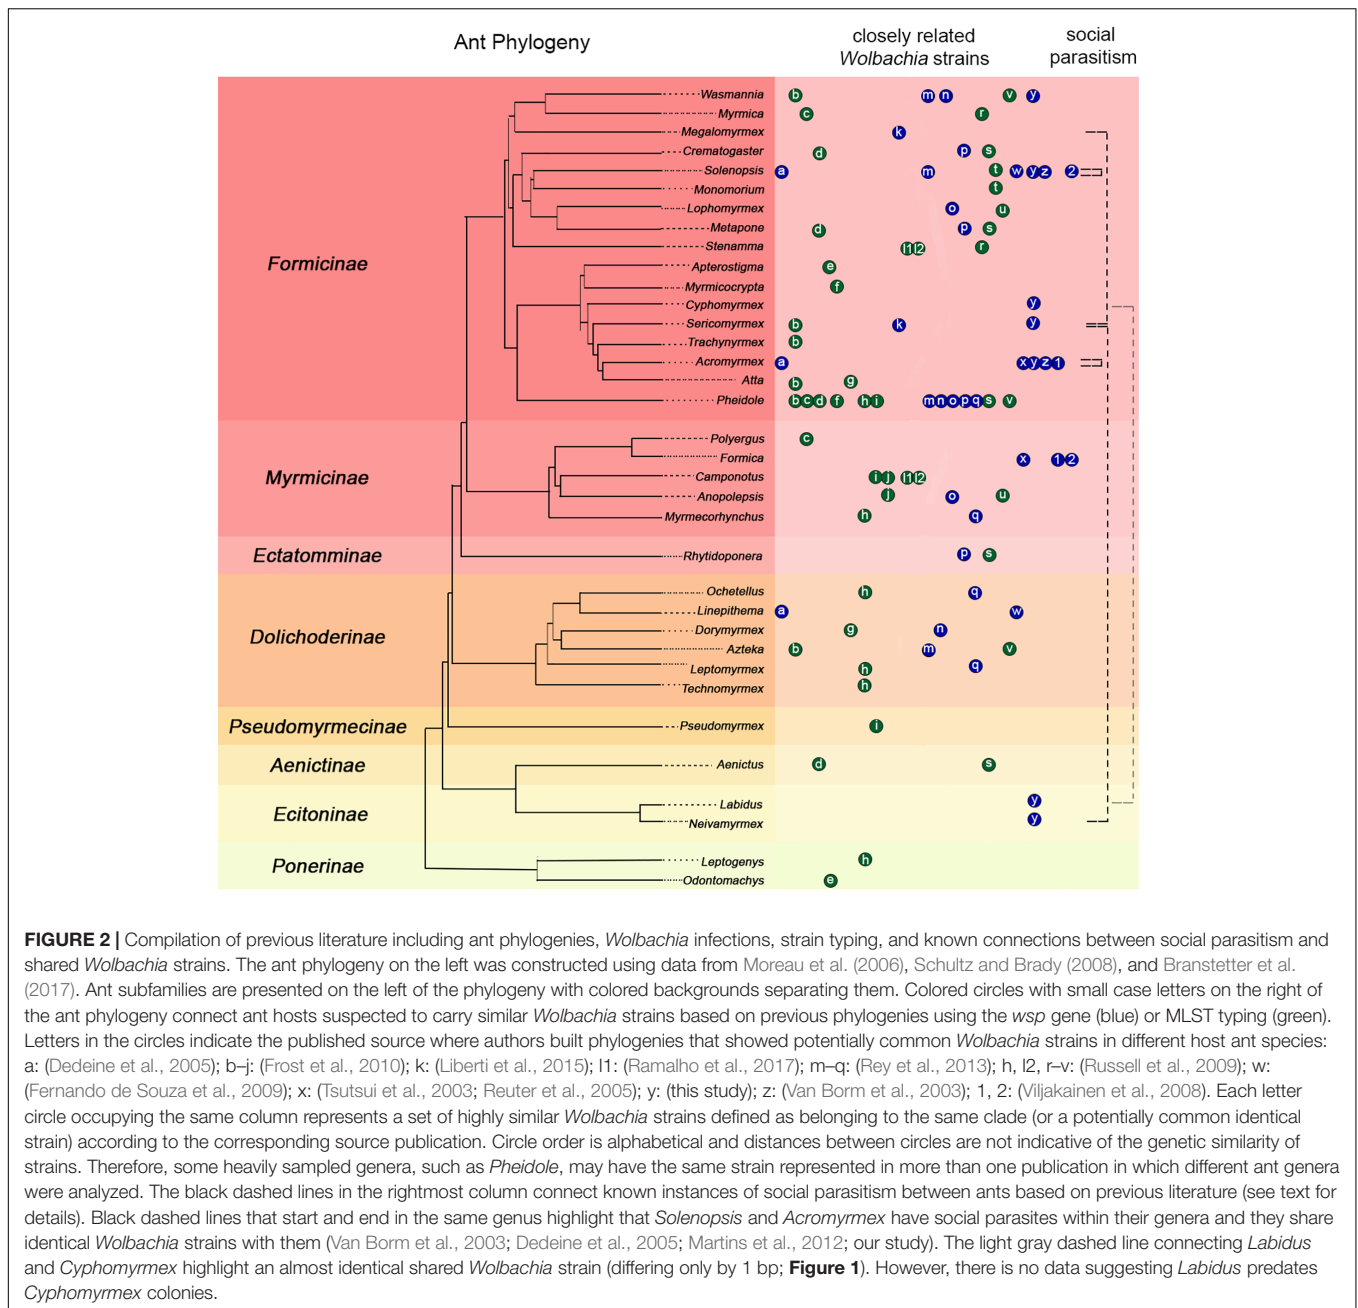 Ant Phylogeny
closely related
Wolbachia strains
social
parasitism
Formicinae
Wasmannia b m n v y
Myrmica c r
Megalomyrmex k
Crematogaster d p s
Solenopsis a m t w y z 2
Monomorium t
Lophomyrmex o u
Metapone d p s
Stenamma l1 l2 r
Apterostigma e
Myrmicocrypta f
Cyphomyrmex y
Sericomyrmex b k y
Trachynyrmex b
Acromyrmex a x y z 1
Atta b g
Pheidole b c d f h i m n o p q s v
Myrmicinae
Polyergus c
Formica x 1 2
Camponotus i j l1 l2
Anopolepsis j o u
Myrmecorhynchus h q
Ectatomminae
Rhytidoponera p s
Dolichoderinae
Ochetellus h q
Linepithema a w
Dorymyrmex g n
Azteka b m v
Leptomyrmex h q
Technomyrmex h
Pseudomyrmecinae
Pseudomyrmex i
Aenictinae
Aenictus d s
Ecitoninae
Labidus y
Neivamyrmex y
Ponerinae
Leptogenys h
Odontomachys e
FIGURE 2 | Compilation of previous literature including ant phylogenies, Wolbachia infections, strain typing, and known connections between social parasitism and
shared Wolbachia strains. The ant phylogeny on the left was constructed using data from Moreau et al. (2006), Schultz and Brady (2008), and Branstetter et al.
(2017). Ant subfamilies are presented on the left of the phylogeny with colored backgrounds separating them. Colored circles with small case letters on the right of
the ant phylogeny connect ant hosts suspected to carry similar Wolbachia strains based on previous phylogenies using the wsp gene (blue) or MLST typing (green).
Letters in the circles indicate the published source where authors built phylogenies that showed potentially common Wolbachia strains in different host ant species:
a: (Dedeine et al., 2005); b–j: (Frost et al., 2010); k: (Liberti et al., 2015); l1: (Ramalho et al., 2017); m–q: (Rey et al., 2013); h, l2, r–v: (Russell et al., 2009); w:
(Fernando de Souza et al., 2009); x: (Tsutsui et al., 2003; Reuter et al., 2005); y: (this study); z: (Van Borm et al., 2003); 1, 2: (Viljakainen et al., 2008). Each letter
circle occupying the same column represents a set of highly similar Wolbachia strains defined as belonging to the same clade (or a potentially common identical
strain) according to the corresponding source publication. Circle order is alphabetical and distances between circles are not indicative of the genetic similarity of
strains. Therefore, some heavily sampled genera, such as Pheidole, may have the same strain represented in more than one publication in which different ant genera
were analyzed. The black dashed lines in the rightmost column connect known instances of social parasitism between ants based on previous literature (see text for
details). Black dashed lines that start and end in the same genus highlight that Solenopsis and Acromyrmex have social parasites within their genera and they share
identical Wolbachia strains with them (Van Borm et al., 2003; Dedeine et al., 2005; Martins et al., 2012; our study). The light gray dashed line connecting Labidus
and Cyphomyrmex highlight an almost identical shared Wolbachia strain (differing only by 1 bp; Figure 1). However, there is no data suggesting Labidus predates
Cyphomyrmex colonies.